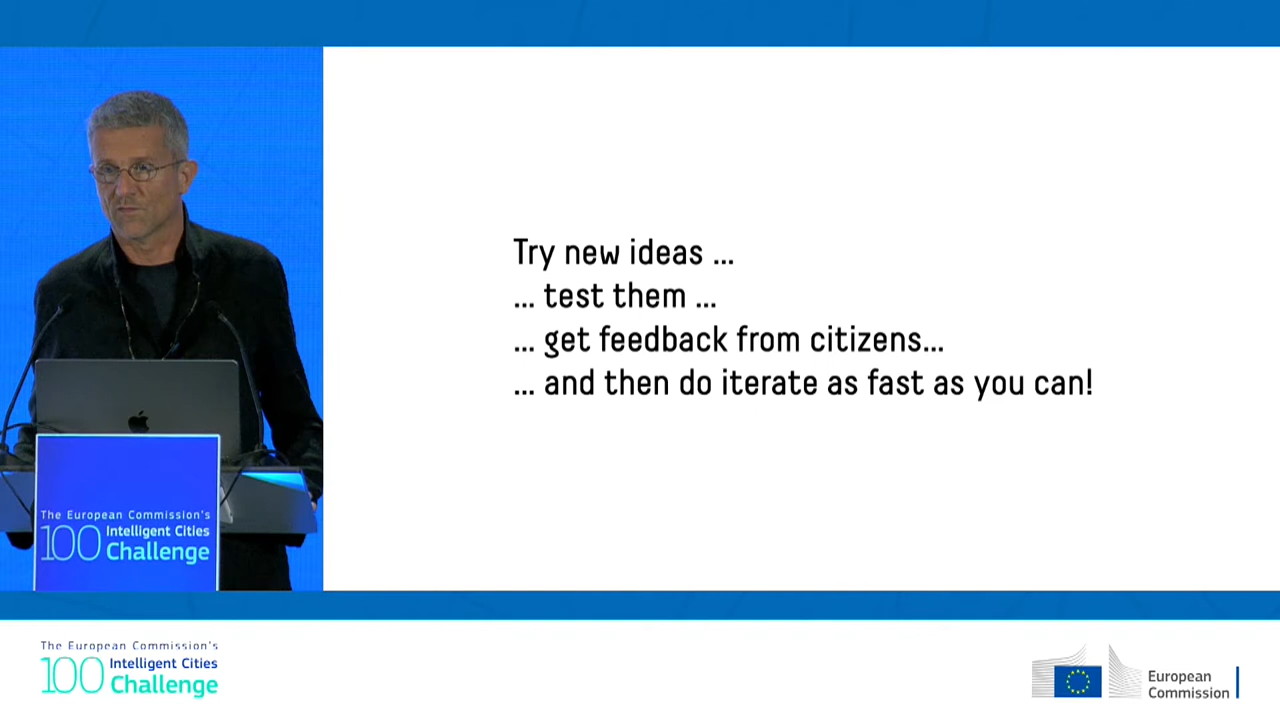 Try new ideas ...
... test them ...
... get feedback from citizens...
... and then do iterate as fast as you can!
The European Commission's
100 Intelligent Cities
Challenge
The European Commission's
100 Intelligent Cities
Challenge
European
Commission